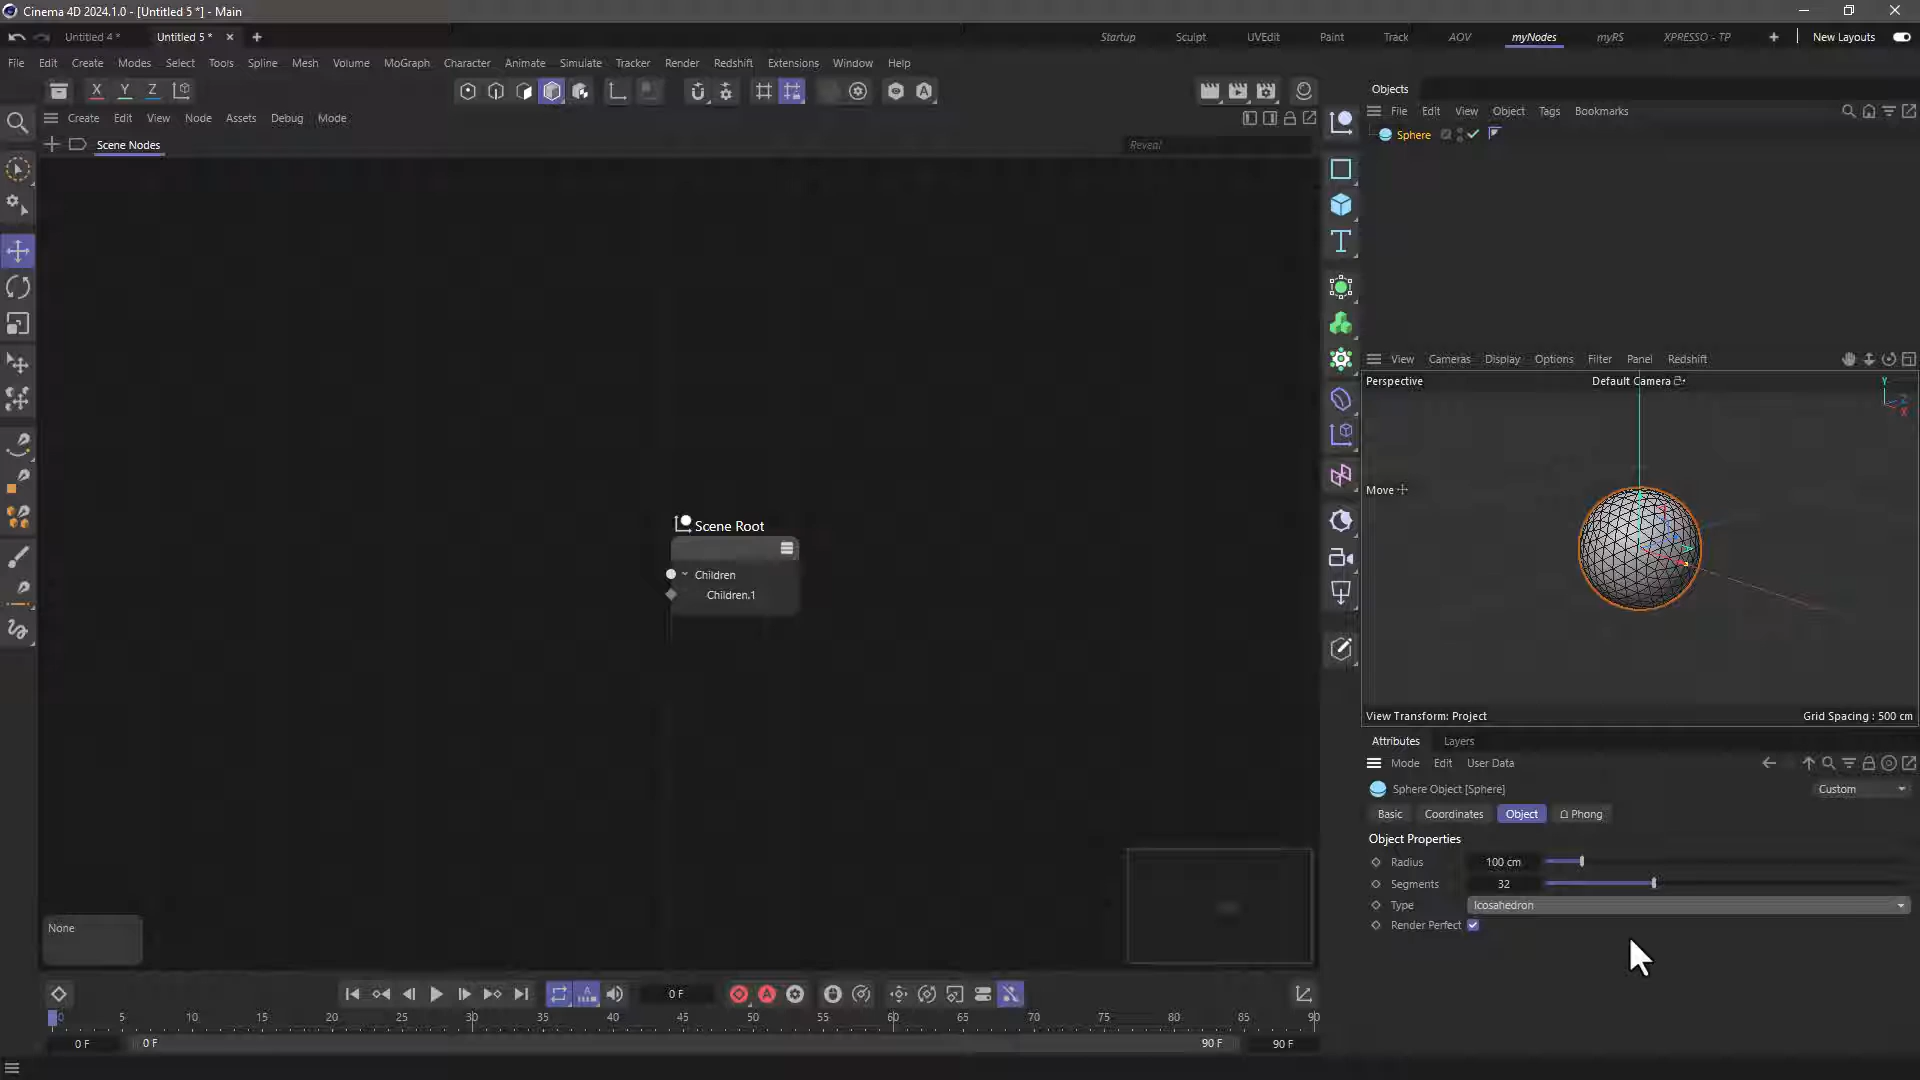 Cinema 4D 2024.1.0 - [Untitled 5 *] - Main
Untitled 4 *
Untitled 5 *
Startup Sculpt UVEdit Paint Track AOV myNodes myRS XPRESSO - TP New Layouts
File Edit Create Modes Select Tools Spline Mesh Volume MoGraph Character Animate Simulate Tracker Render Redshift Extensions Window Help
X Y Z
A
Objects
File Edit View Object Tags Bookmarks
Sphere
Create Edit View Node Assets Debug Mode
Scene Nodes
Reveal
Scene Root
Children
Children.1
None
View Cameras Display Options Filter Panel Redshift
Perspective
Default Camera
Y
Z
X
Move
View Transform: Project
Grid Spacing : 500 cm
Attributes Layers
Mode Edit User Data
Sphere Object [Sphere]
Custom
Basic Coordinates Object Phong
Object Properties
Radius 100 cm
Segments 32
Type Icosahedron
Render Perfect
0 F
0 5 10 15 20 25 30 35 40 45 50 55 60 65 70 75 80 85 90
0 F 0 F 90 F 90 F